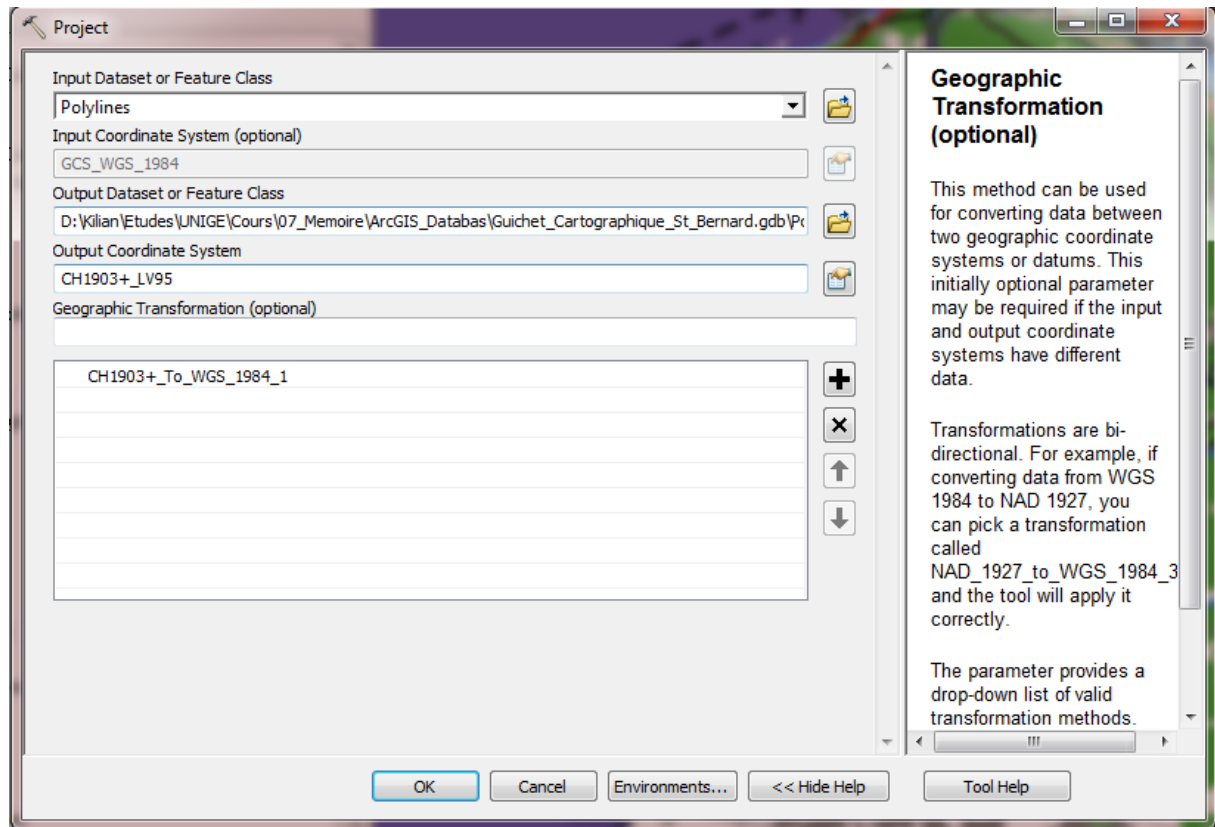 Project
Input Dataset or Feature Class
Polylines
Input Coordinate System (optional)
GCS_WGS_1984
Output Dataset or Feature Class
D:\Kilian\Etudes\UNIGE\Cours\07_Memoire\ArcGIS_Databas\Guichet_Cartographique_St_Bernard.gdb\Po
Output Coordinate System
CH1903+_LV95
Geographic Transformation (optional)
CH1903+_To_WGS_1984_1
OK
Cancel
Environments...
<< Hide Help
Geographic
Transformation
(optional)
This method can be used
for converting data between
two geographic coordinate
systems or datums. This
initially optional parameter
may be required if the input
and output coordinate
systems have different
data.
Transformations are bi-
directional. For example, if
converting data from WGS
1984 to NAD 1927, you
can pick a transformation
called
NAD_1927_to_WGS_1984_3
and the tool will apply it
correctly.
The parameter provides a
drop-down list of valid
transformation methods.
Tool Help